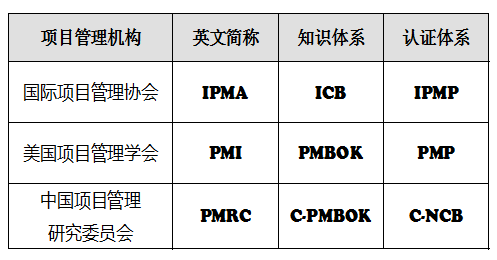 项目管理机构 英文简称 知识体系 认证体系
国际项目管理协会 IPMA ICB IPMP
美国项目管理学会 PMI PMBOK PMP
中国项目管理
研究委员会 PMRC C-PMBOK C-NCB